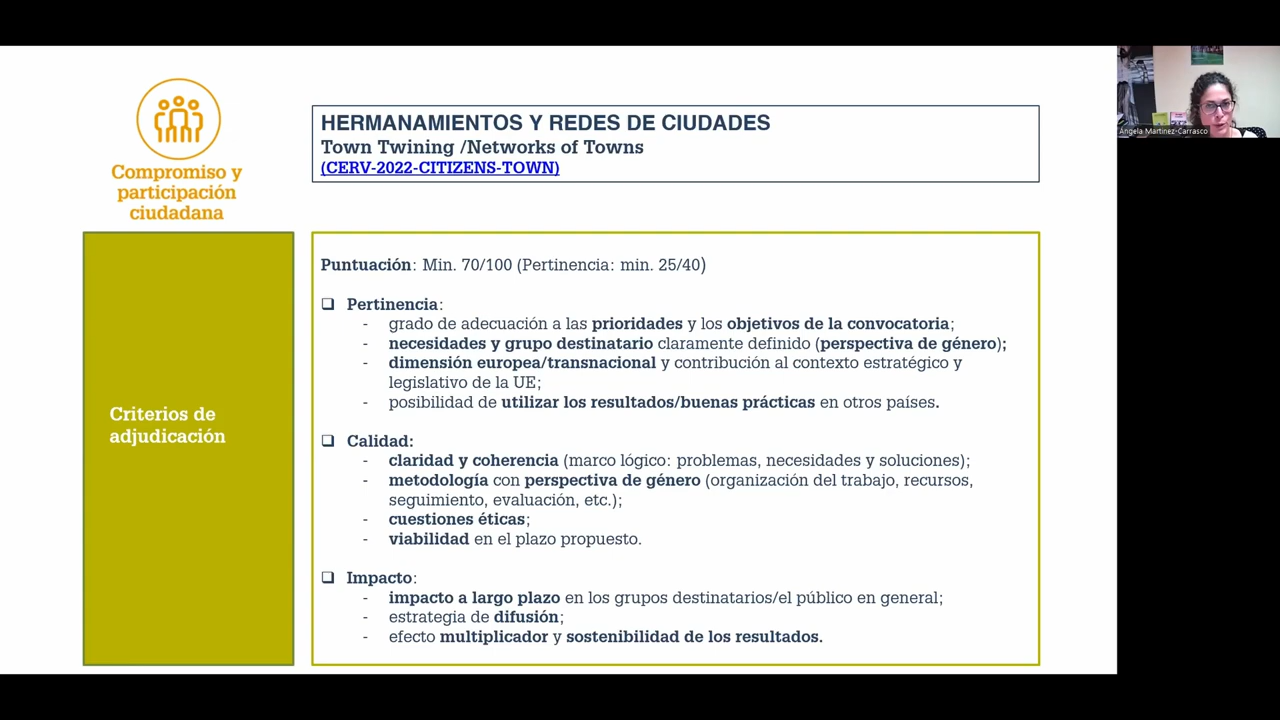 Compromiso y
participación
ciudadana
HERMANAMIENTOS Y REDES DE CIUDADES
Town Twining /Networks of Towns
(CERV-2022-CITIZENS-TOWN)
Criterios de
adjudicación
Puntuación: Min. 70/100 (Pertinencia: min. 25/40)
❑ Pertinencia:
- grado de adecuación a las prioridades y los objetivos de la convocatoria;
- necesidades y grupo destinatario claramente definido (perspectiva de género);
- dimensión europea/transnacional y contribución al contexto estratégico y
legislativo de la UE;
- posibilidad de utilizar los resultados/buenas prácticas en otros países.
❑ Calidad:
- claridad y coherencia (marco lógico: problemas, necesidades y soluciones);
- metodología con perspectiva de género (organización del trabajo, recursos,
seguimiento, evaluación, etc.);
- cuestiones éticas;
- viabilidad en el plazo propuesto.
❑ Impacto:
- impacto a largo plazo en los grupos destinatarios/el público en general;
- estrategia de difusión;
- efecto multiplicador y sostenibilidad de los resultados.
Angela Martinez-Carrasco